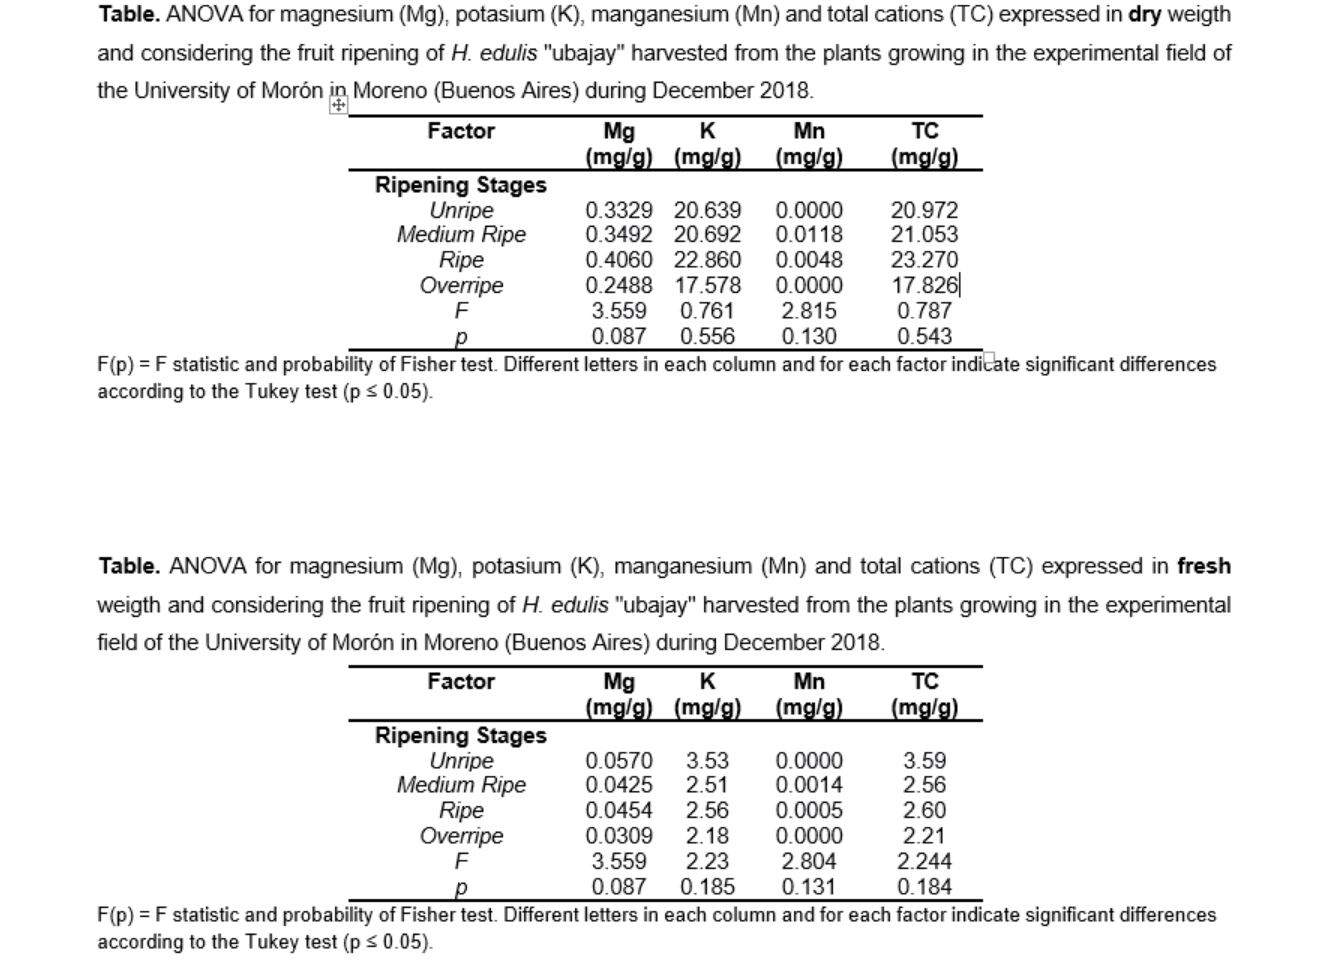 Table. ANOVA for magnesium (Mg), potasium (K), manganesium (Mn) and total cations (TC) expressed in dry weigth
and considering the fruit ripening of H. edulis "ubajay" harvested from the plants growing in the experimental field of
the University of Morón in Moreno (Buenos Aires) during December 2018.
Factor Mg K Mn TC
(mg/g) (mg/g) (mg/g) (mg/g)
Ripening Stages
Unripe 0.3329 20.639 0.0000 20.972
Medium Ripe 0.3492 20.692 0.0118 21.053
Ripe 0.4060 22.860 0.0048 23.270
Overripe 0.2488 17.578 0.0000 17.826
F 3.559 0.761 2.815 0.787
p 0.087 0.556 0.130 0.543
F(p) = F statistic and probability of Fisher test. Different letters in each column and for each factor indicate significant differences
according to the Tukey test (p ≤ 0.05).
Table. ANOVA for magnesium (Mg), potasium (K), manganesium (Mn) and total cations (TC) expressed in fresh
weigth and considering the fruit ripening of H. edulis "ubajay" harvested from the plants growing in the experimental
field of the University of Morón in Moreno (Buenos Aires) during December 2018.
Factor Mg K Mn TC
(mg/g) (mg/g) (mg/g) (mg/g)
Ripening Stages
Unripe 0.0570 3.53 0.0000 3.59
Medium Ripe 0.0425 2.51 0.0014 2.56
Ripe 0.0454 2.56 0.0005 2.60
Overripe 0.0309 2.18 0.0000 2.21
F 3.559 2.23 2.804 2.244
p 0.087 0.185 0.131 0.184
F(p) = F statistic and probability of Fisher test. Different letters in each column and for each factor indicate significant differences
according to the Tukey test (p ≤ 0.05).